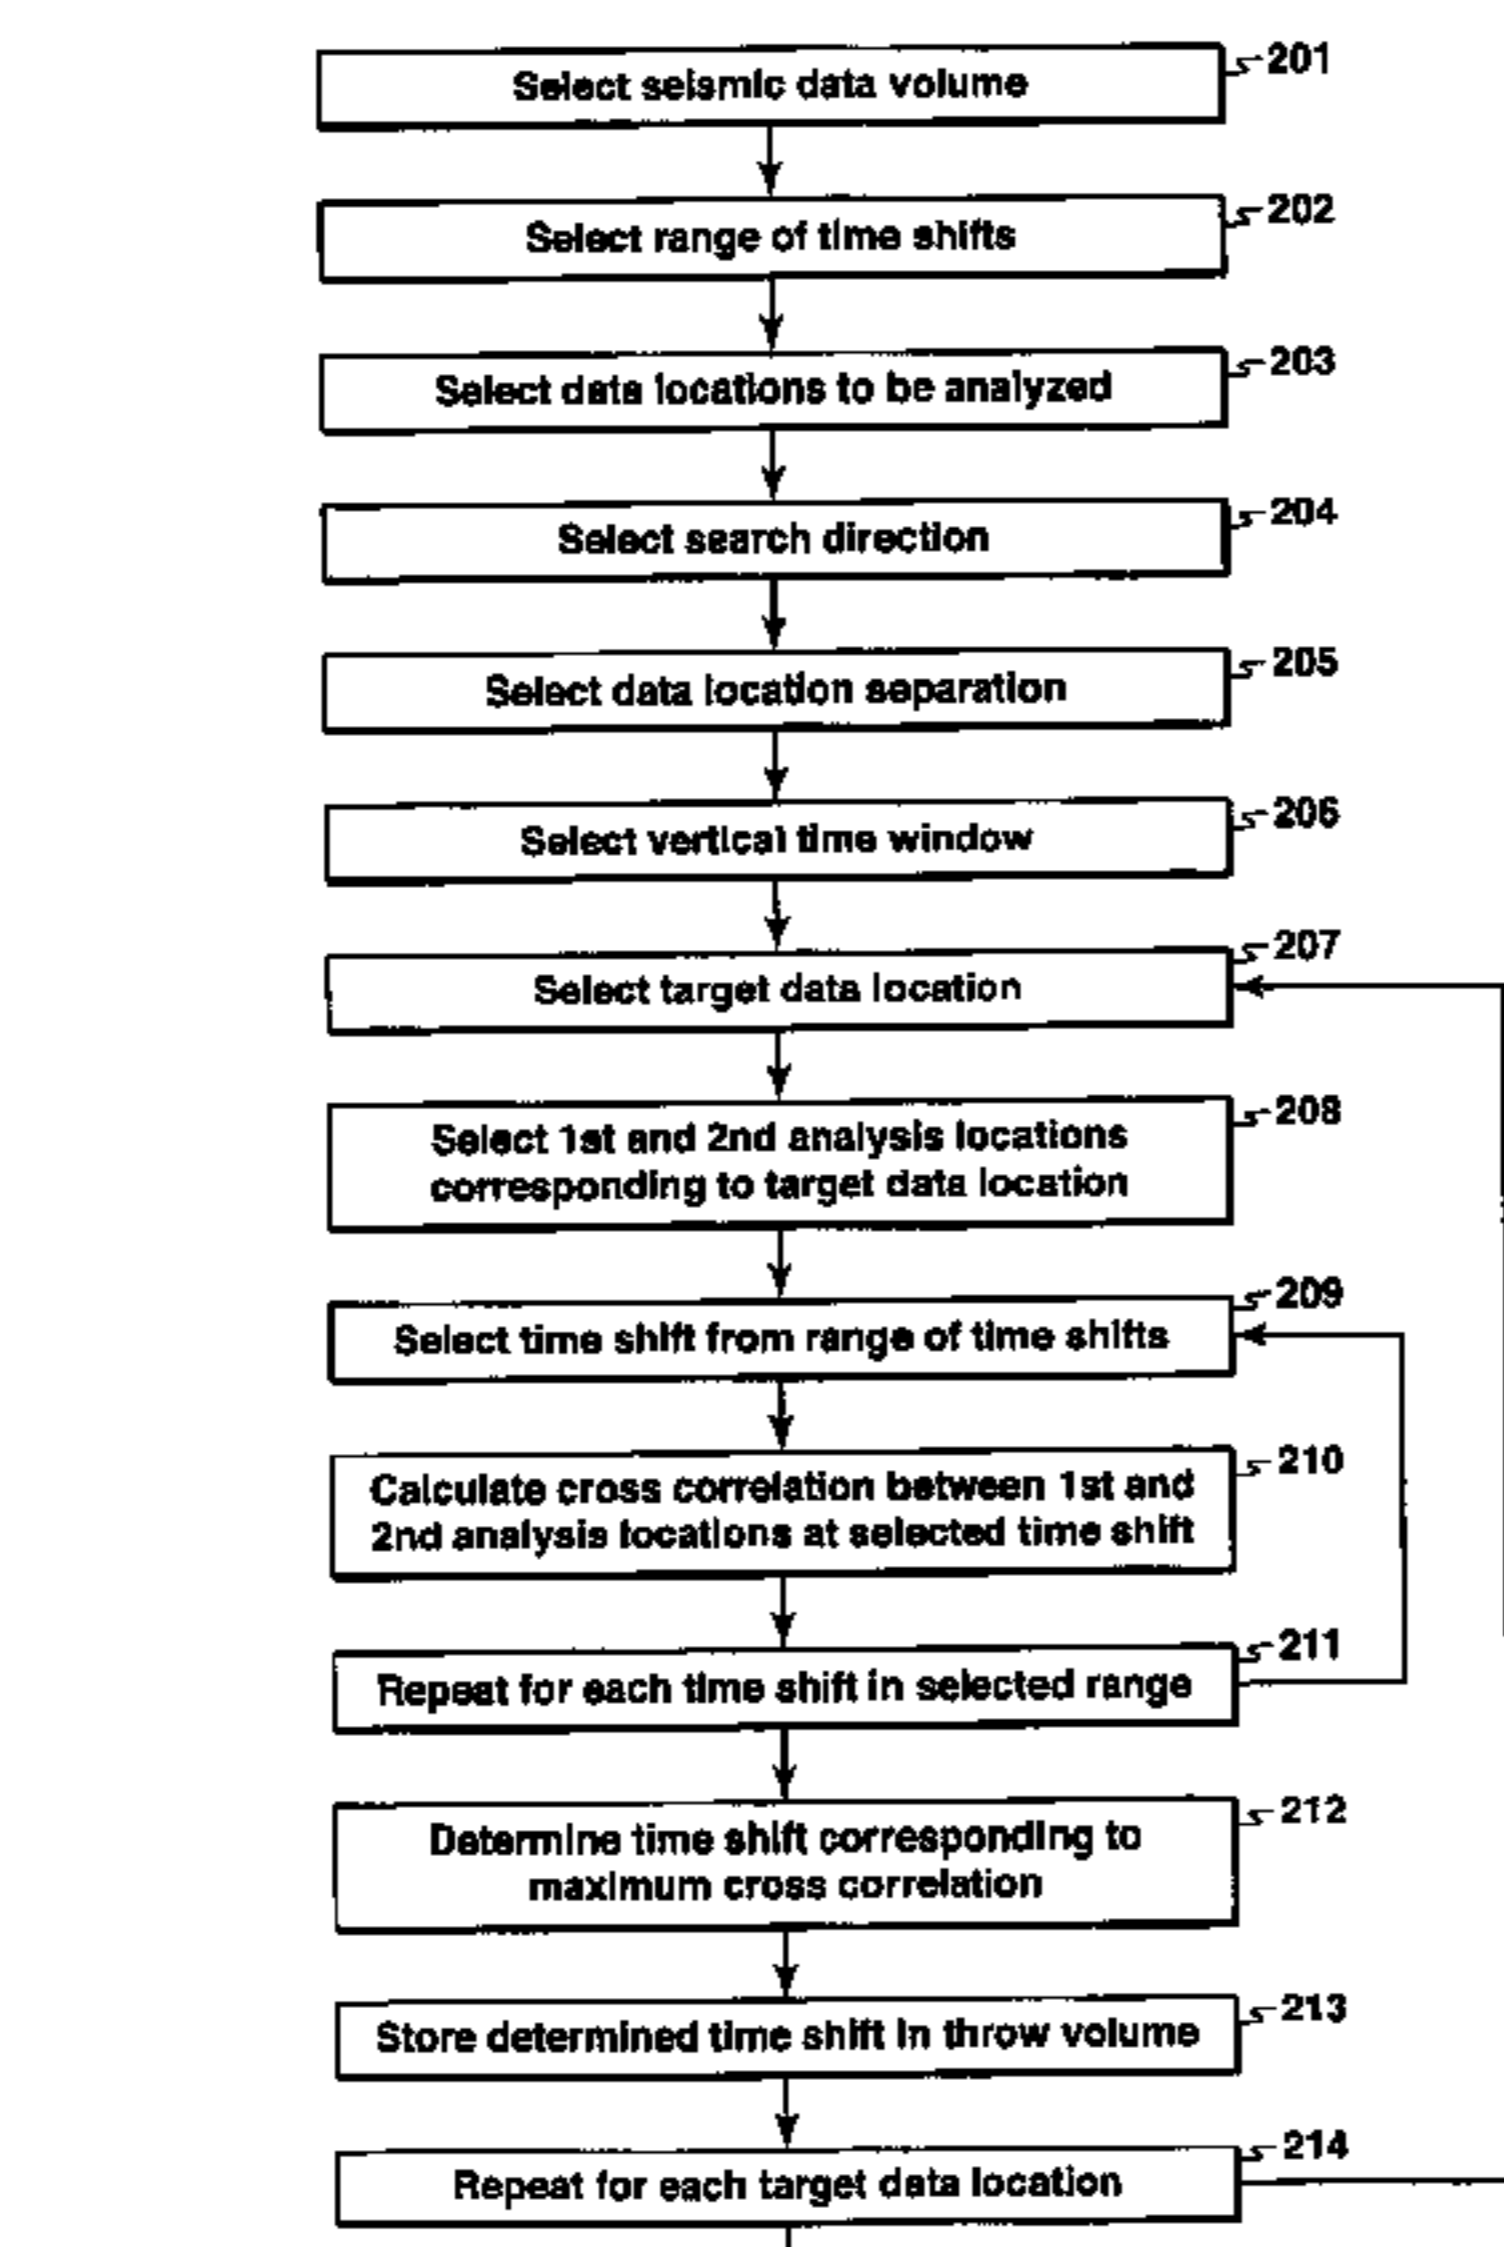 201
Select seismic data volume
202
Select range of time shifts
203
Select data locations to be analyzed
204
Select search direction
205
Select data location separation
206
Select vertical time window
207
Select target data location
208
Select 1st and 2nd analysis locations
corresponding to target data location
209
Select time shift from range of time shifts
210
Calculate cross correlation between 1st and
2nd analysis locations at selected time shift
211
Repeat for each time shift in selected range
212
Determine time shift corresponding to
maximum cross correlation
213
Store determined time shift in throw volume
214
Repeat for each target data location